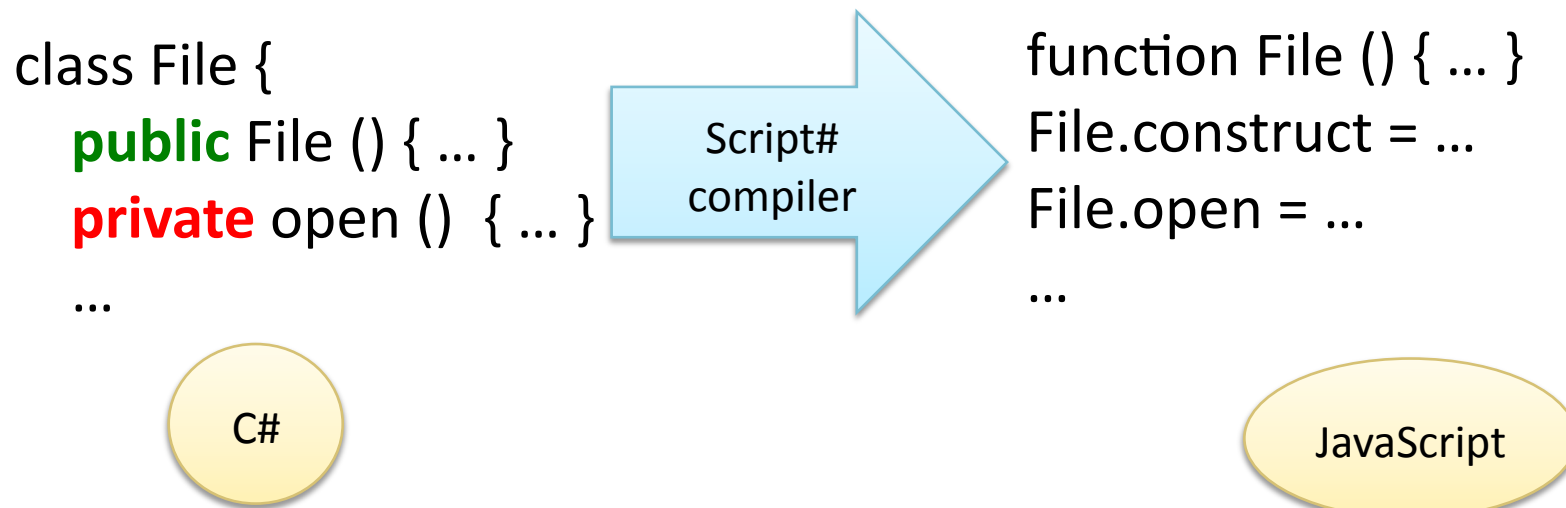 class File {
public File () { … }
private open ()  { … }
…
Script#
compiler
function File () { … }
File.construct = …
File.open = …
…
C#
JavaScript